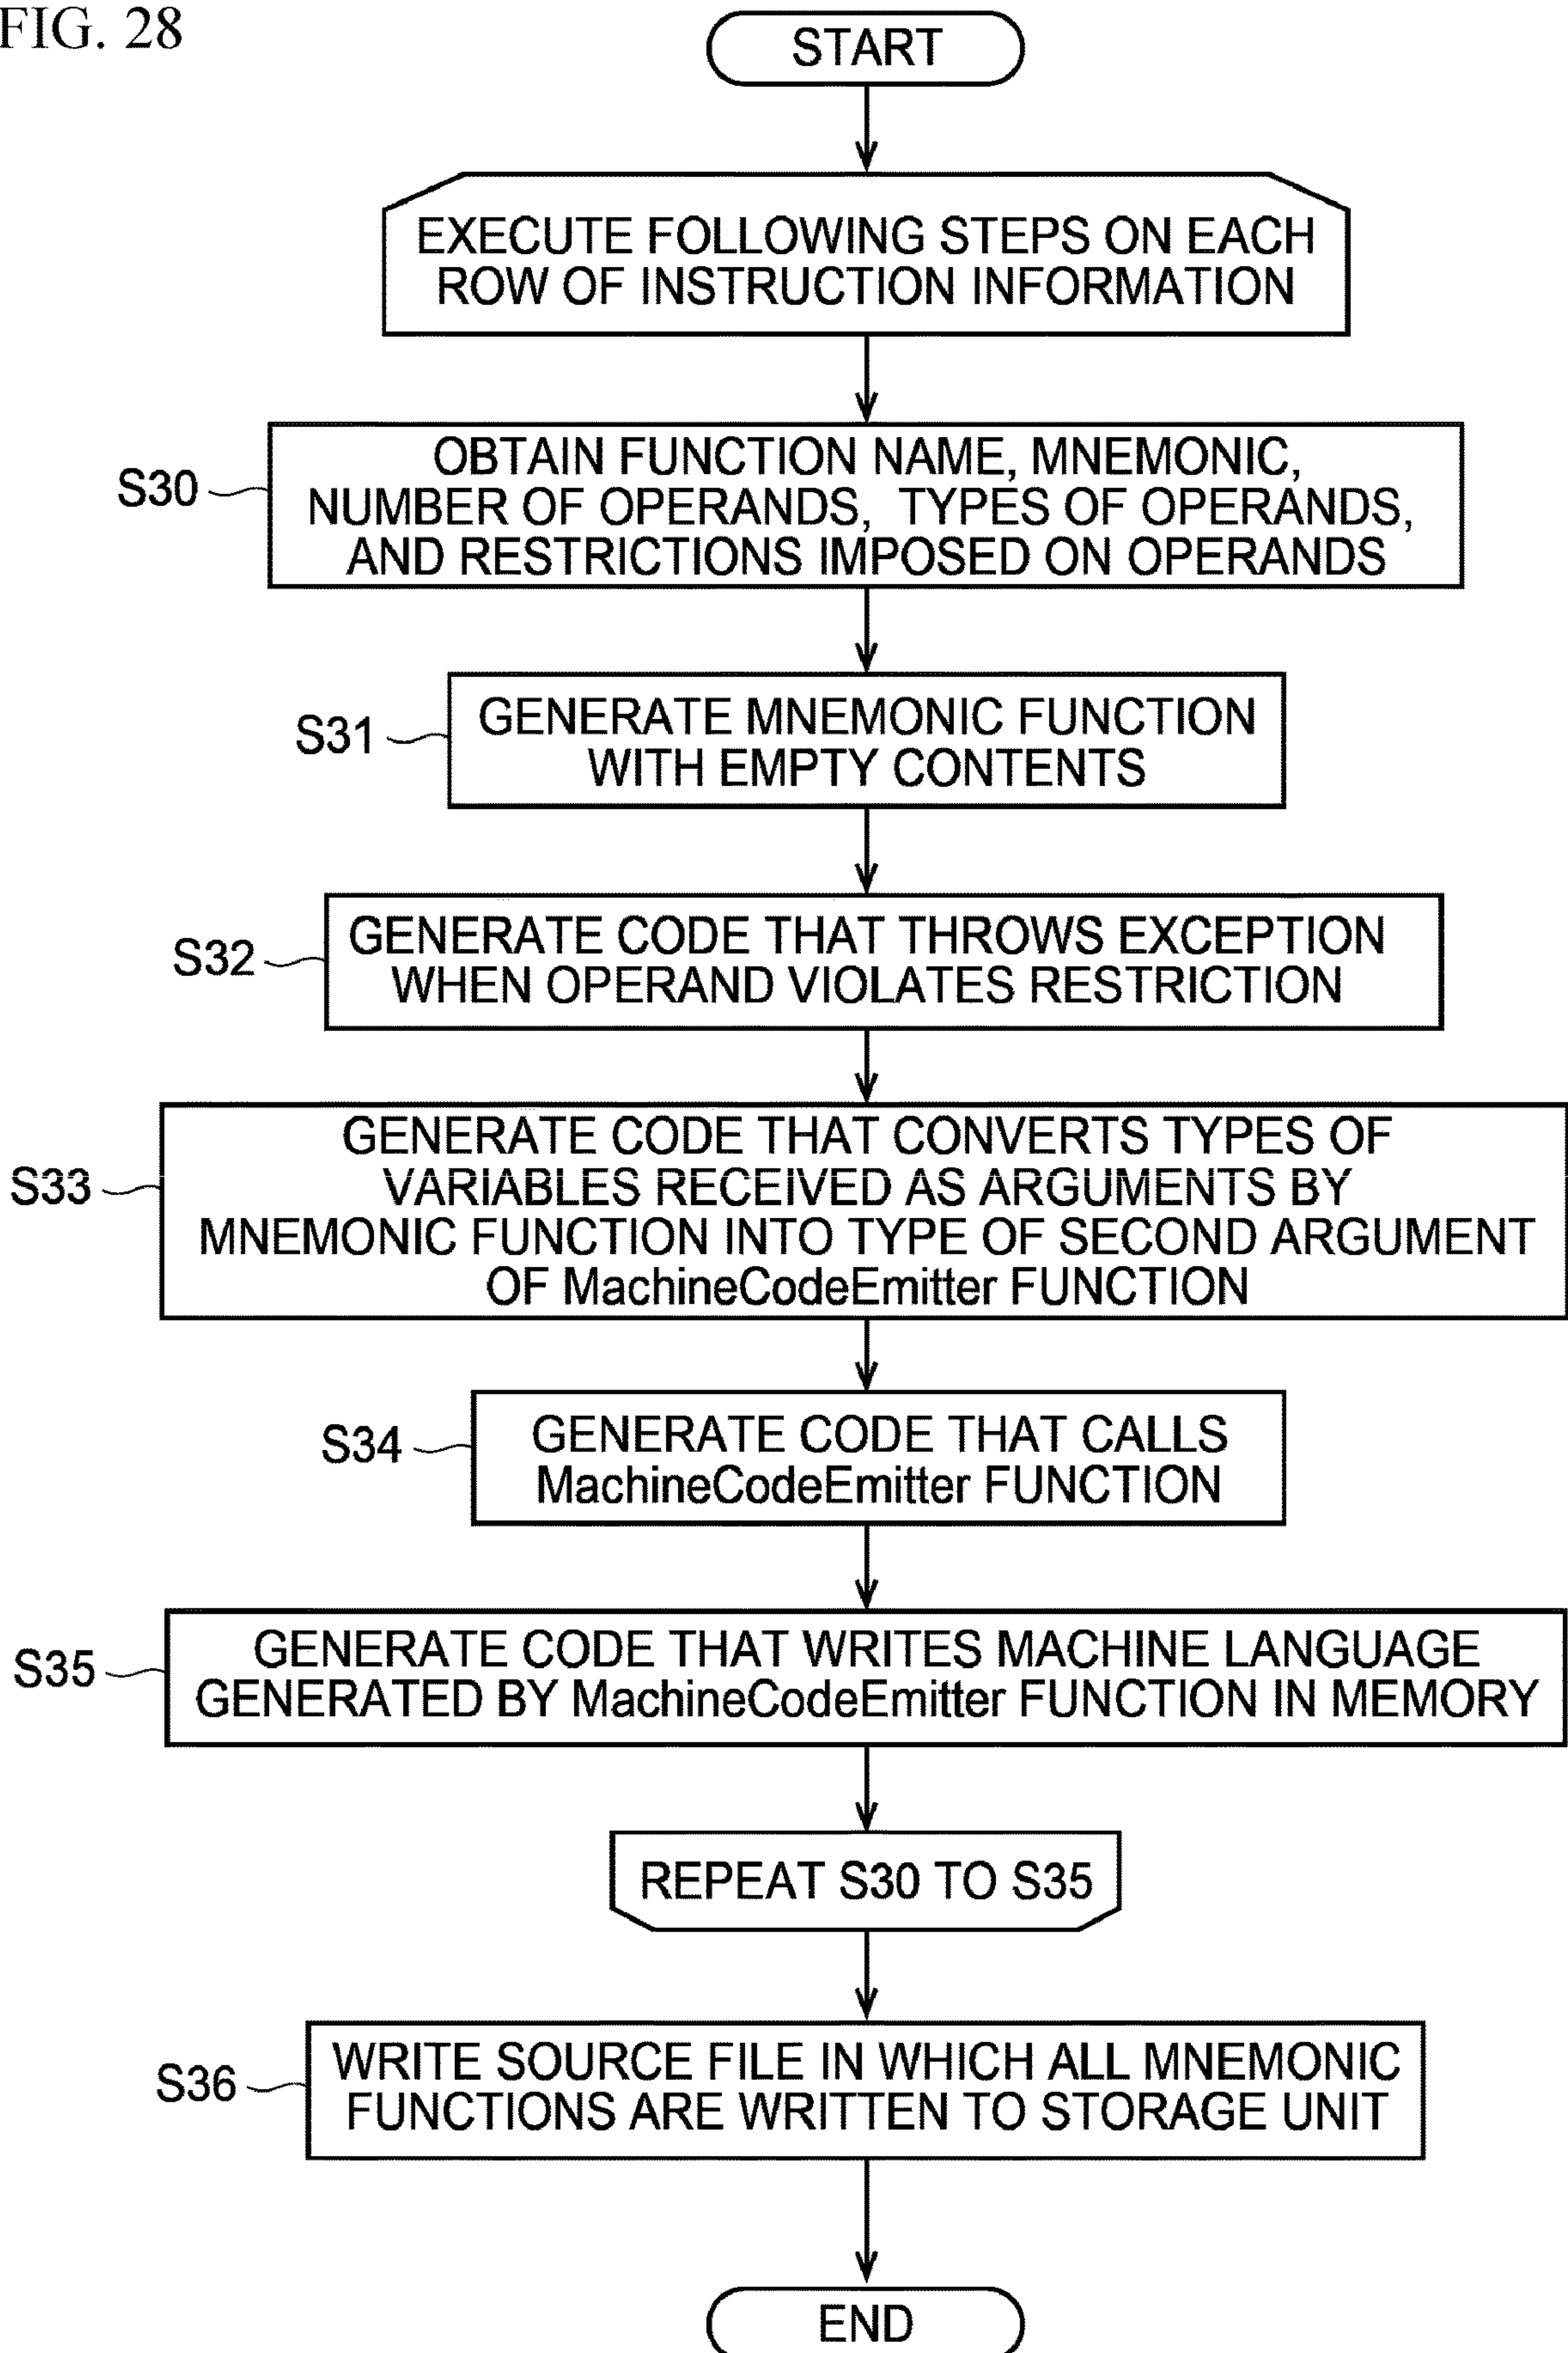 FIG. 28
START
EXECUTE FOLLOWING STEPS ON EACH
ROW OF INSTRUCTION INFORMATION
S30
OBTAIN FUNCTION NAME, MNEMONIC,
NUMBER OF OPERANDS, TYPES OF OPERANDS,
AND RESTRICTIONS IMPOSED ON OPERANDS
S31
GENERATE MNEMONIC FUNCTION
WITH EMPTY CONTENTS
S32
GENERATE CODE THAT THROWS EXCEPTION
WHEN OPERAND VIOLATES RESTRICTION
S33
GENERATE CODE THAT CONVERTS TYPES OF
VARIABLES RECEIVED AS ARGUMENTS BY
MNEMONIC FUNCTION INTO TYPE OF SECOND ARGUMENT
OF MachineCodeEmitter FUNCTION
S34
GENERATE CODE THAT CALLS
MachineCodeEmitter FUNCTION
S35
GENERATE CODE THAT WRITES MACHINE LANGUAGE
GENERATED BY MachineCodeEmitter FUNCTION IN MEMORY
REPEAT S30 TO S35
S36
WRITE SOURCE FILE IN WHICH ALL MNEMONIC
FUNCTIONS ARE WRITTEN TO STORAGE UNIT
END